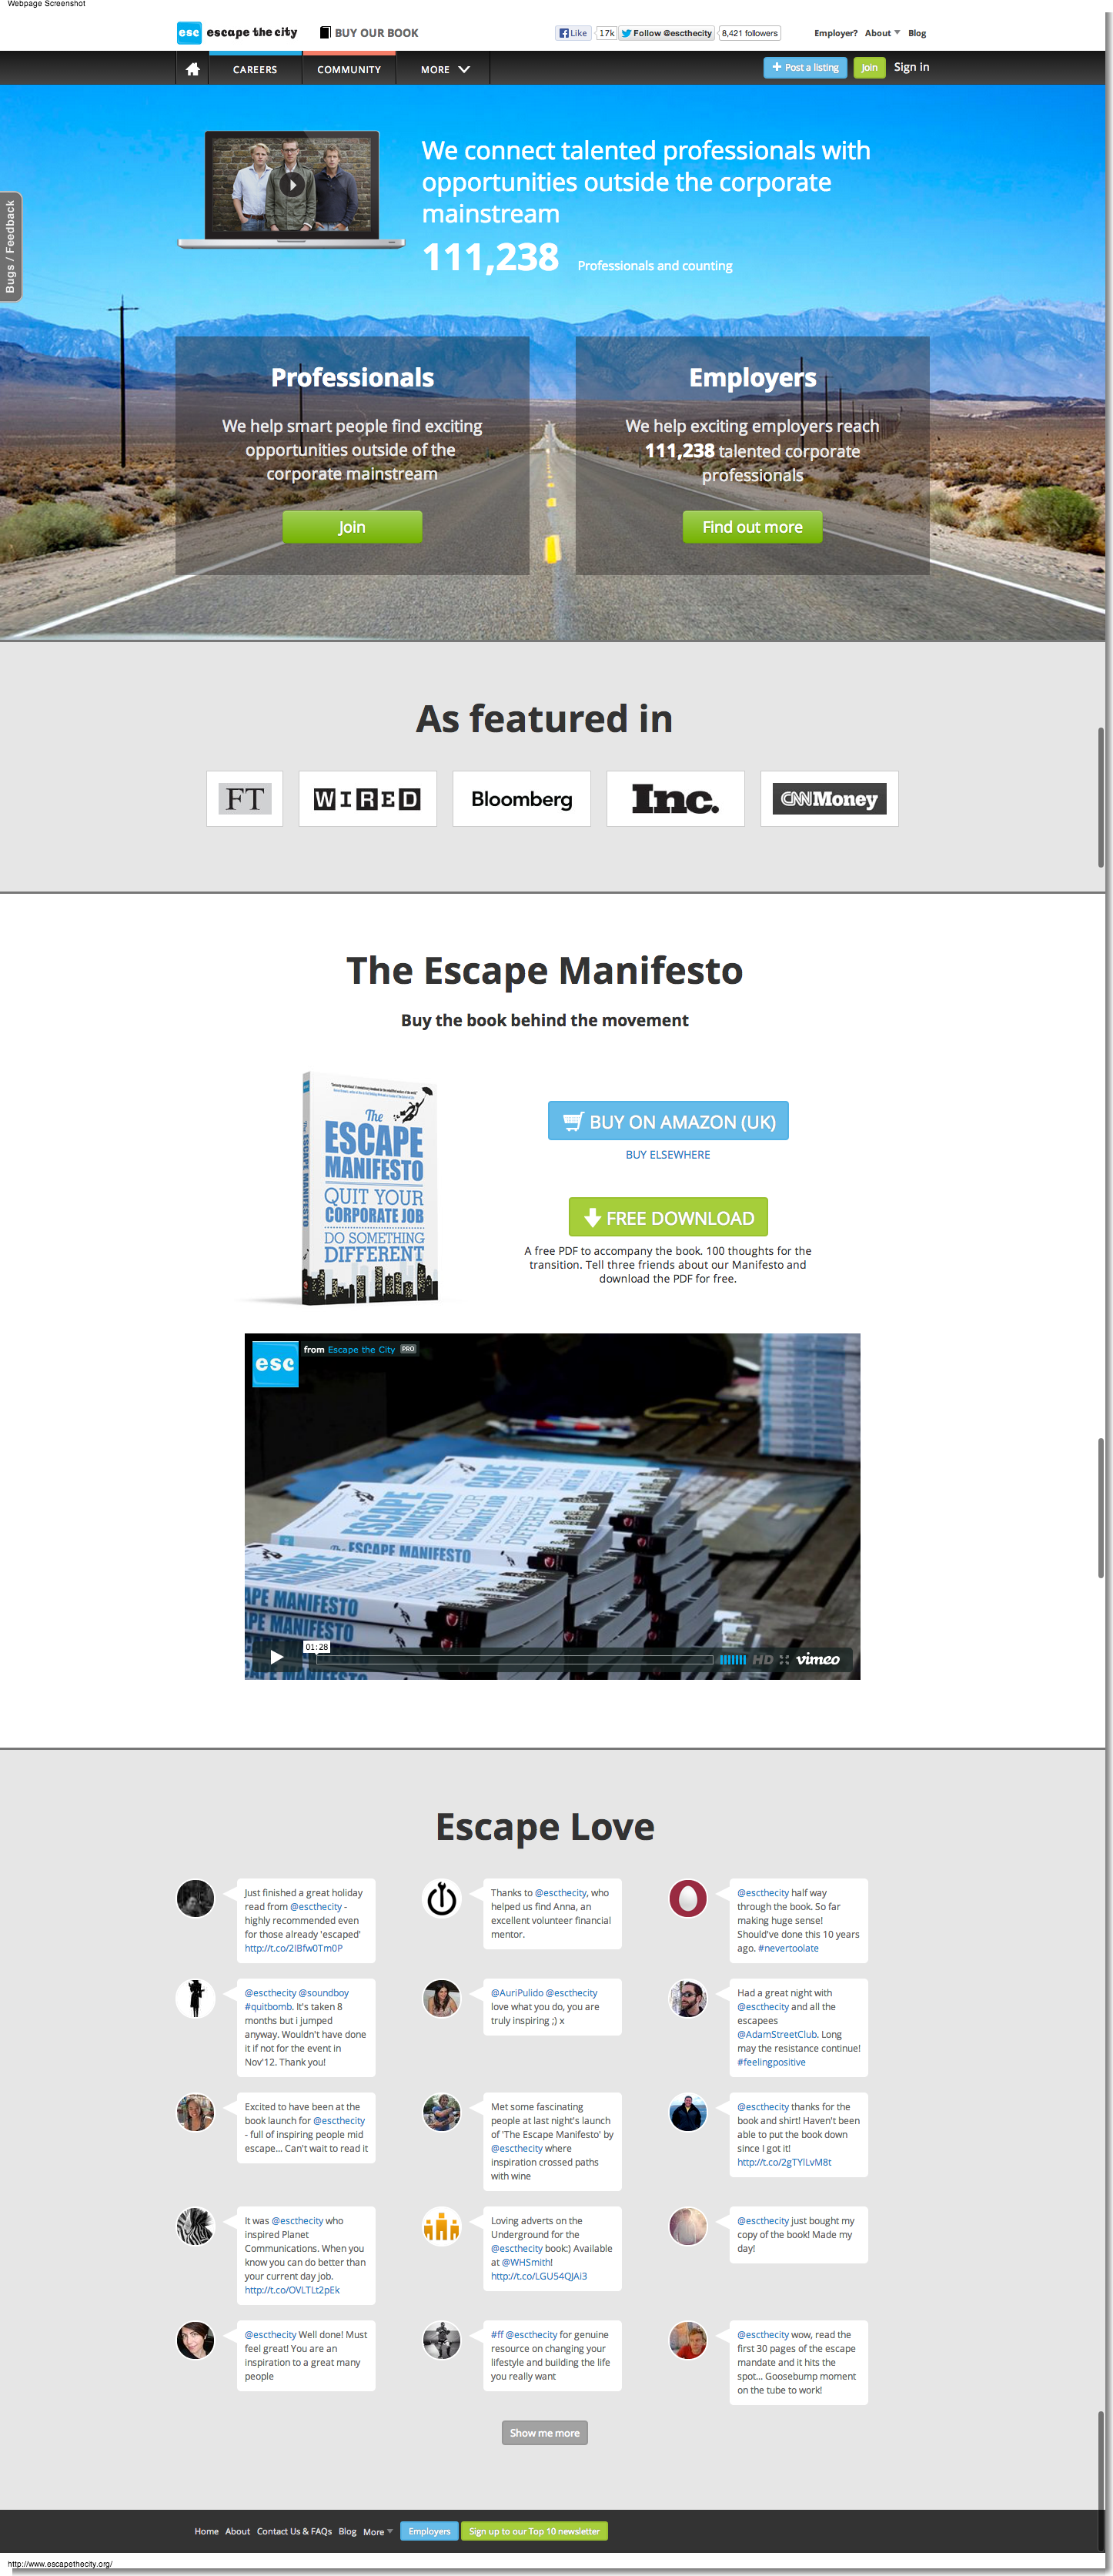 Webpage Screenshot
esc escape the city
BUY OUR BOOK
Like 17k Follow @escthecity 8,421 followers
Employer? About Blog
CAREERS COMMUNITY MORE
Post a listing Join Sign in
Bugs / Feedback
We connect talented professionals with
opportunities outside the corporate
mainstream
111,238 Professionals and counting
Professionals
We help smart people find exciting
opportunities outside of the
corporate mainstream
Join
Employers
We help exciting employers reach
111,238 talented corporate
professionals
Find out more
As featured in
FT
WIRED
Bloomberg
Inc.
CNNMoney
The Escape Manifesto
Buy the book behind the movement
The
ESCAPE
MANIFESTO
QUIT YOUR
CORPORATE JOB
DO SOMETHING
DIFFERENT
The ESCAPE MANIFESTO
BUY ON AMAZON (UK)
BUY ELSEWHERE
FREE DOWNLOAD
A free PDF to accompany the book. 100 thoughts for the
transition. Tell three friends about our Manifesto and
download the PDF for free.
esc
from Escape the City PRO
The ESCAPE MANIFESTO
APE MANIFESTO
APE MANIFESTO
01:28
HD vimeo
Escape Love
Just finished a great holiday
read from @escthecity -
highly recommended even
for those already 'escaped'
http://t.co/2IBfw0Tm0P
Thanks to @escthecity, who
helped us find Anna, an
excellent volunteer financial
mentor.
@escthecity half way
through the book. So far
making huge sense!
Should've done this 10 years
ago. #nevertoolate
@escthecity @soundboy
#quitbomb. It's taken 8
months but i jumped
anyway. Wouldn't have done
it if not for the event in
Nov'12. Thank you!
@AuriPulido @escthecity
love what you do, you are
truly inspiring ;) x
Had a great night with
@escthecity and all the
escapees
@AdamStreetClub. Long
may the resistance continue!
#feelingpositive
Excited to have been at the
book launch for @escthecity
- full of inspiring people mid
escape... Can't wait to read it
Met some fascinating
people at last night's launch
of 'The Escape Manifesto' by
@escthecity where
inspiration crossed paths
with wine
@escthecity thanks for the
book and shirt! Haven't been
able to put the book down
since I got it!
http://t.co/2gTYlLvM8t
It was @escthecity who
inspired Planet
Communications. When you
know you can do better than
your current day job.
http://t.co/OVLTLt2pEk
Loving adverts on the
Underground for the
@escthecity book:) Available
at @WHSmith!
http://t.co/LGU54QJAi3
@escthecity just bought my
copy of the book! Made my
day!
@escthecity Well done! Must
feel great! You are an
inspiration to a great many
people
#ff @escthecity for genuine
resource on changing your
lifestyle and building the life
you really want
@escthecity wow, read the
first 30 pages of the escape
mandate and it hits the
spot... Goosebump moment
on the tube to work!
Show me more
Home About Contact Us & FAQs Blog More Employers Sign up to our Top 10 newsletter
http://www.escapethecity.org/